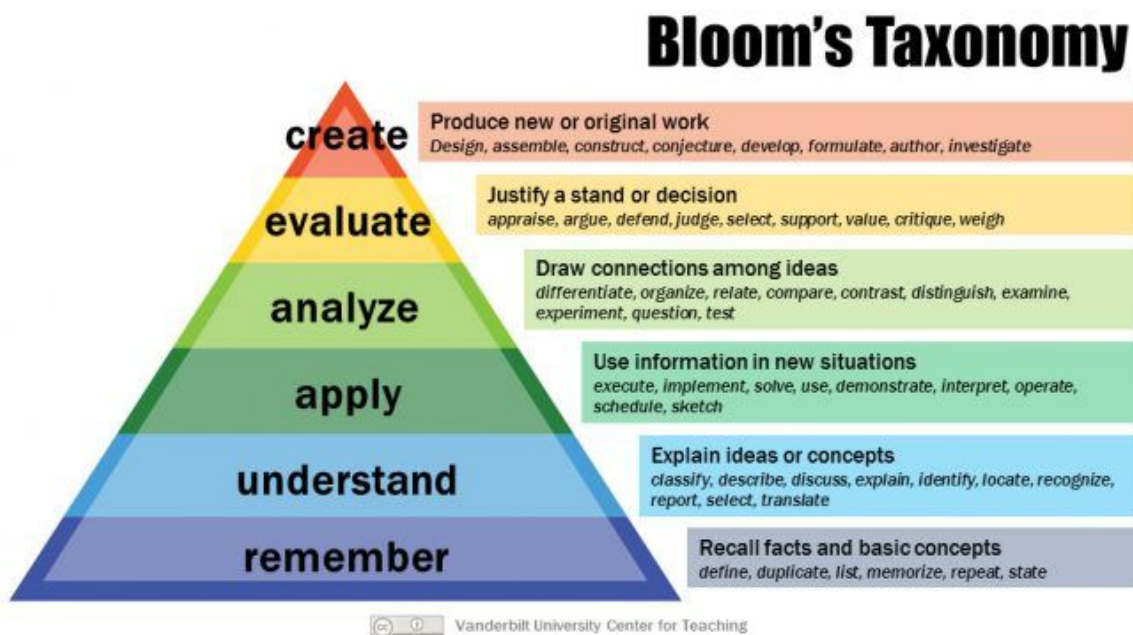 Bloom's Taxonomy
create
Produce new or original work
Design, assemble, construct, conjecture, develop, formulate, author, investigate
evaluate
Justify a stand or decision
appraise, argue, defend, judge, select, support, value, critique, weigh
analyze
Draw connections among ideas
differentiate, organize, relate, compare, contrast, distinguish, examine,
experiment, question, test
apply
Use information in new situations
execute, implement, solve, use, demonstrate, interpret, operate,
schedule, sketch
understand
Explain ideas or concepts
classify, describe, discuss, explain, identify, locate, recognize,
report, select, translate
remember
Recall facts and basic concepts
define, duplicate, list, memorize, repeat, state
cc Vanderbilt University Center for Teaching